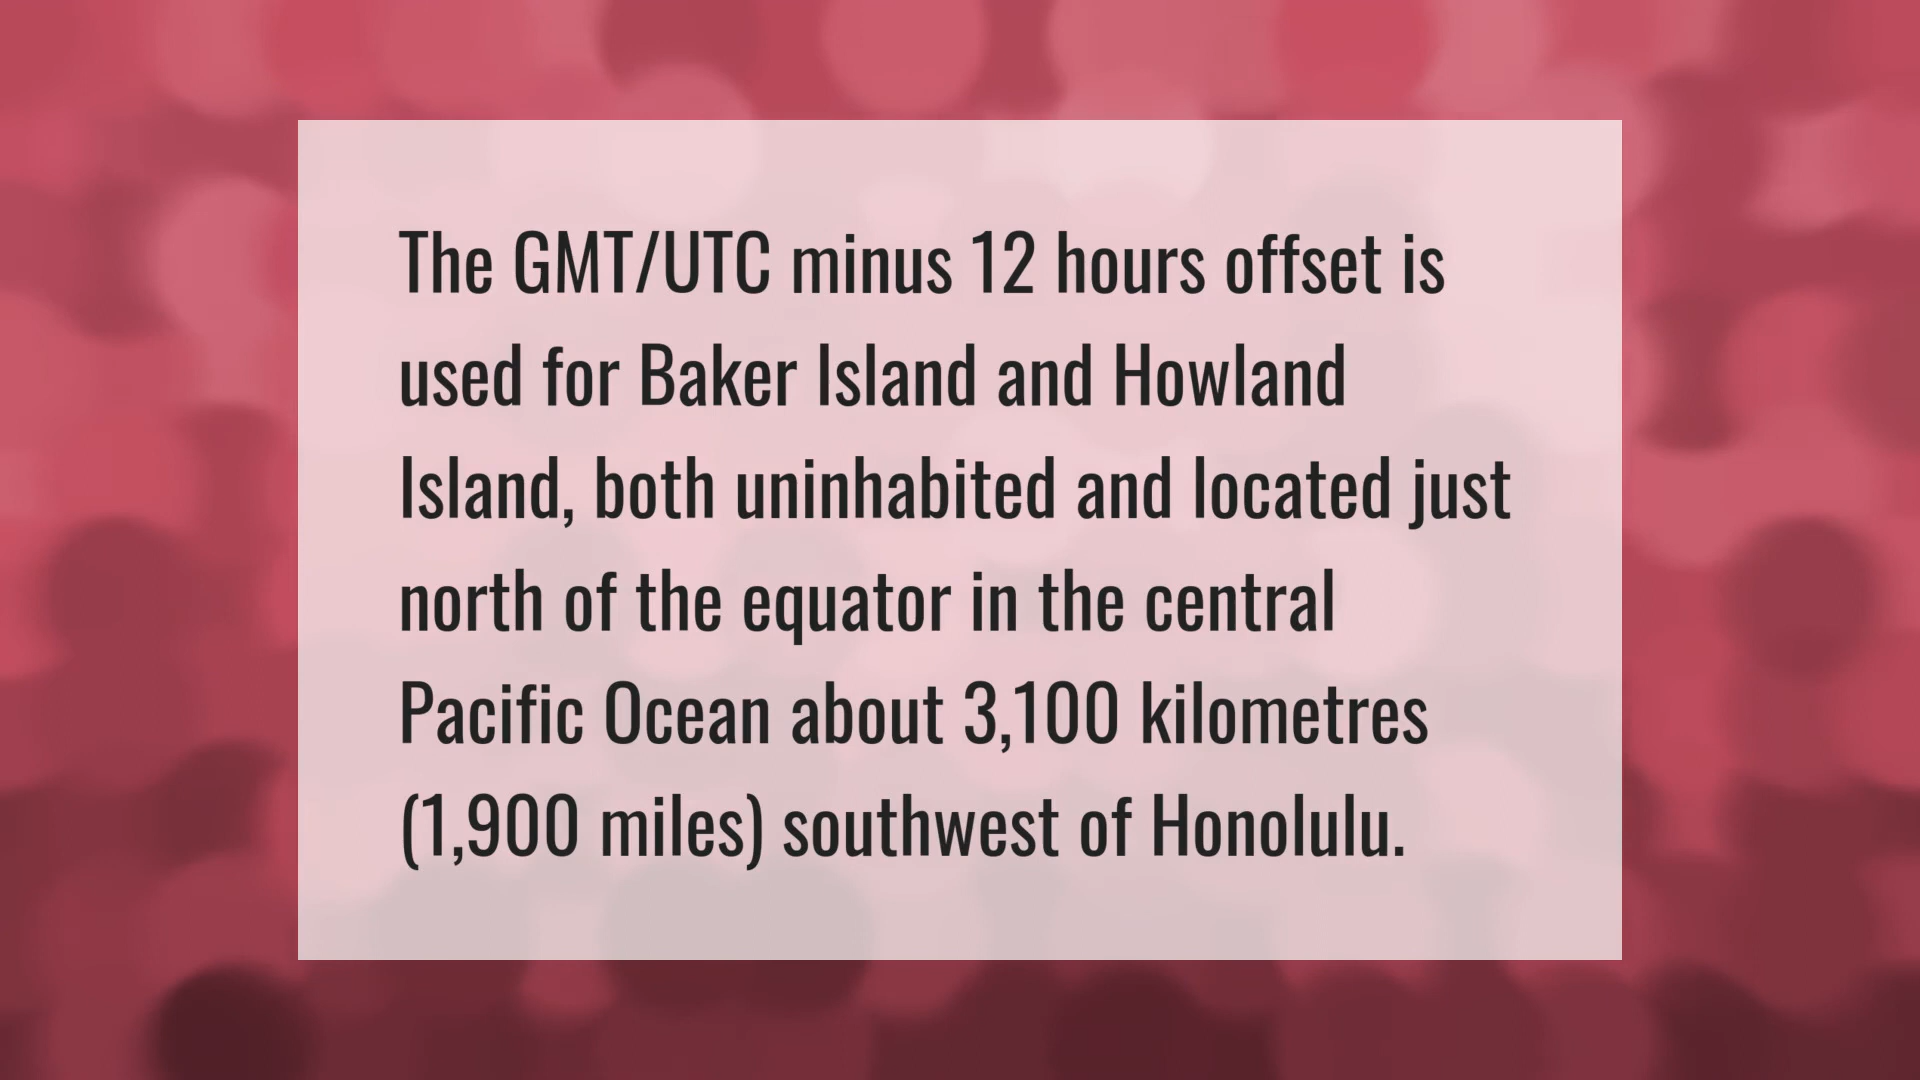 The GMT/UTC minus 12 hours offset is
used for Baker Island and Howland
Island, both uninhabited and located just
north of the equator in the central
Pacific Ocean about 3,100 kilometres
(1,900 miles) southwest of Honolulu.